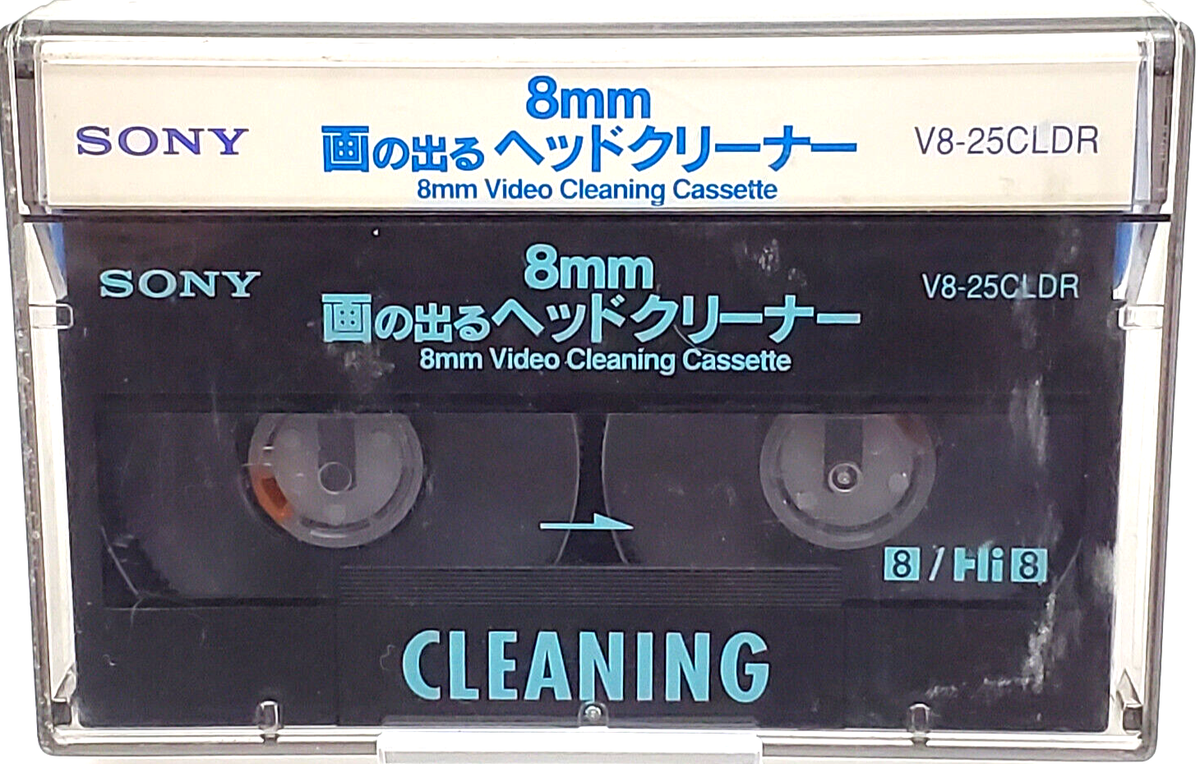 8mm
SONY 画の出るヘッドクリーナー V8-25CLDR
8mm Video Cleaning Cassette
8mm
SONY V8-25CLDR
画の出るヘッドクリーナー
8mm Video Cleaning Cassette
8 / Hi8
CLEANING